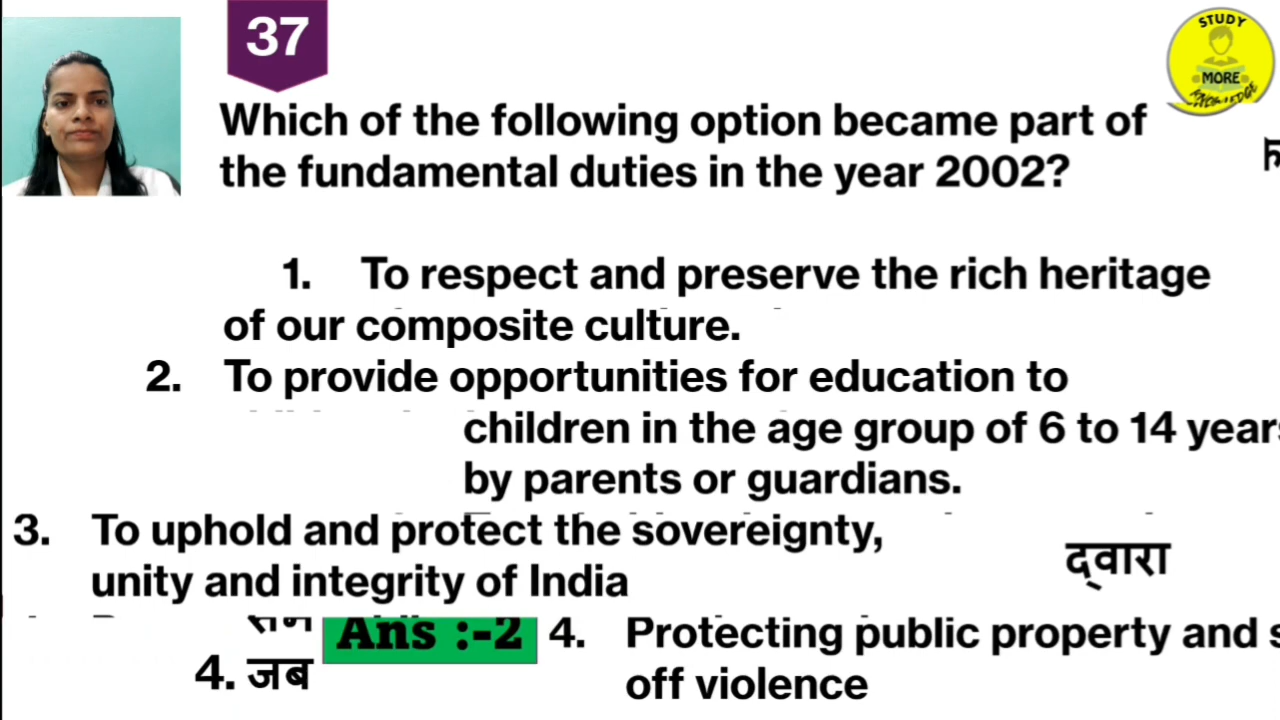 37
STUDY
MORE
KNOWLEDGE
Which of the following option became part of
the fundamental duties in the year 2002?
1. To respect and preserve the rich heritage
of our composite culture.
2. To provide opportunities for education to
children in the age group of 6 to 14 years
by parents or guardians.
3. To uphold and protect the sovereignty,
unity and integrity of India
द्वारा
Ans :-2
4. Protecting public property and
4. जब
off violence